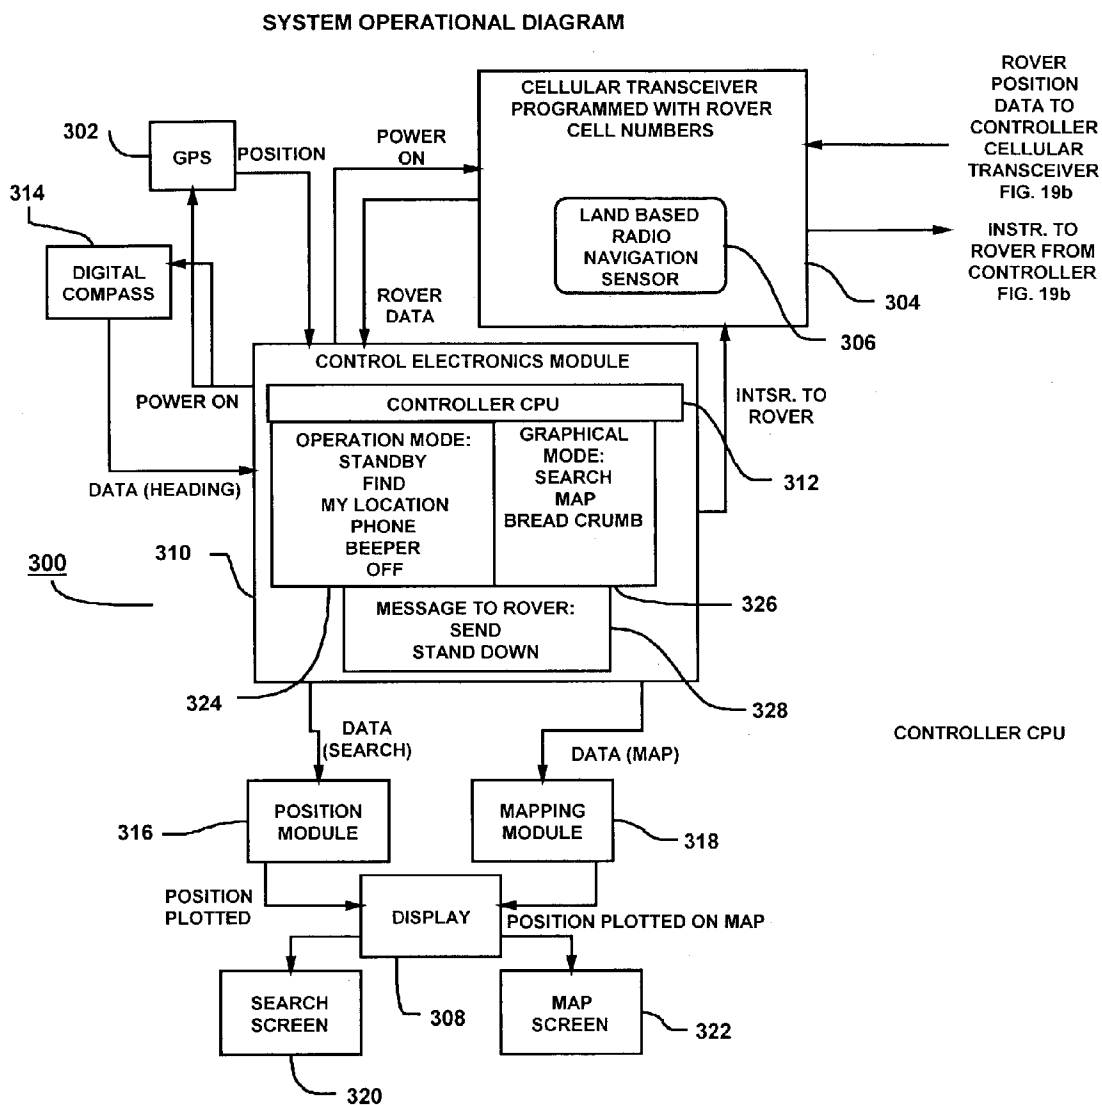 SYSTEM OPERATIONAL DIAGRAM
CELLULAR TRANSCEIVER
PROGRAMMED WITH ROVER
CELL NUMBERS
ROVER
POSITION
DATA TO
CONTROLLER
CELLULAR
TRANSCEIVER
FIG. 19b
302
GPS
POSITION
POWER
ON
314
DIGITAL
COMPASS
LAND BASED
RADIO
NAVIGATION
SENSOR
INSTR. TO
ROVER FROM
CONTROLLER
FIG. 19b
304
306
ROVER
DATA
CONTROL ELECTRONICS MODULE
POWER ON
CONTROLLER CPU
INTSR. TO
ROVER
OPERATION MODE:
STANDBY
FIND
MY LOCATION
PHONE
BEEPER
OFF
GRAPHICAL
MODE:
SEARCH
MAP
BREAD CRUMB
312
DATA (HEADING)
310
300
326
MESSAGE TO ROVER:
SEND
STAND DOWN
324
328
DATA
(SEARCH)
DATA (MAP)
CONTROLLER CPU
316
POSITION
MODULE
MAPPING
MODULE
318
POSITION
PLOTTED
DISPLAY
POSITION PLOTTED ON MAP
SEARCH
SCREEN
308
MAP
SCREEN
322
320